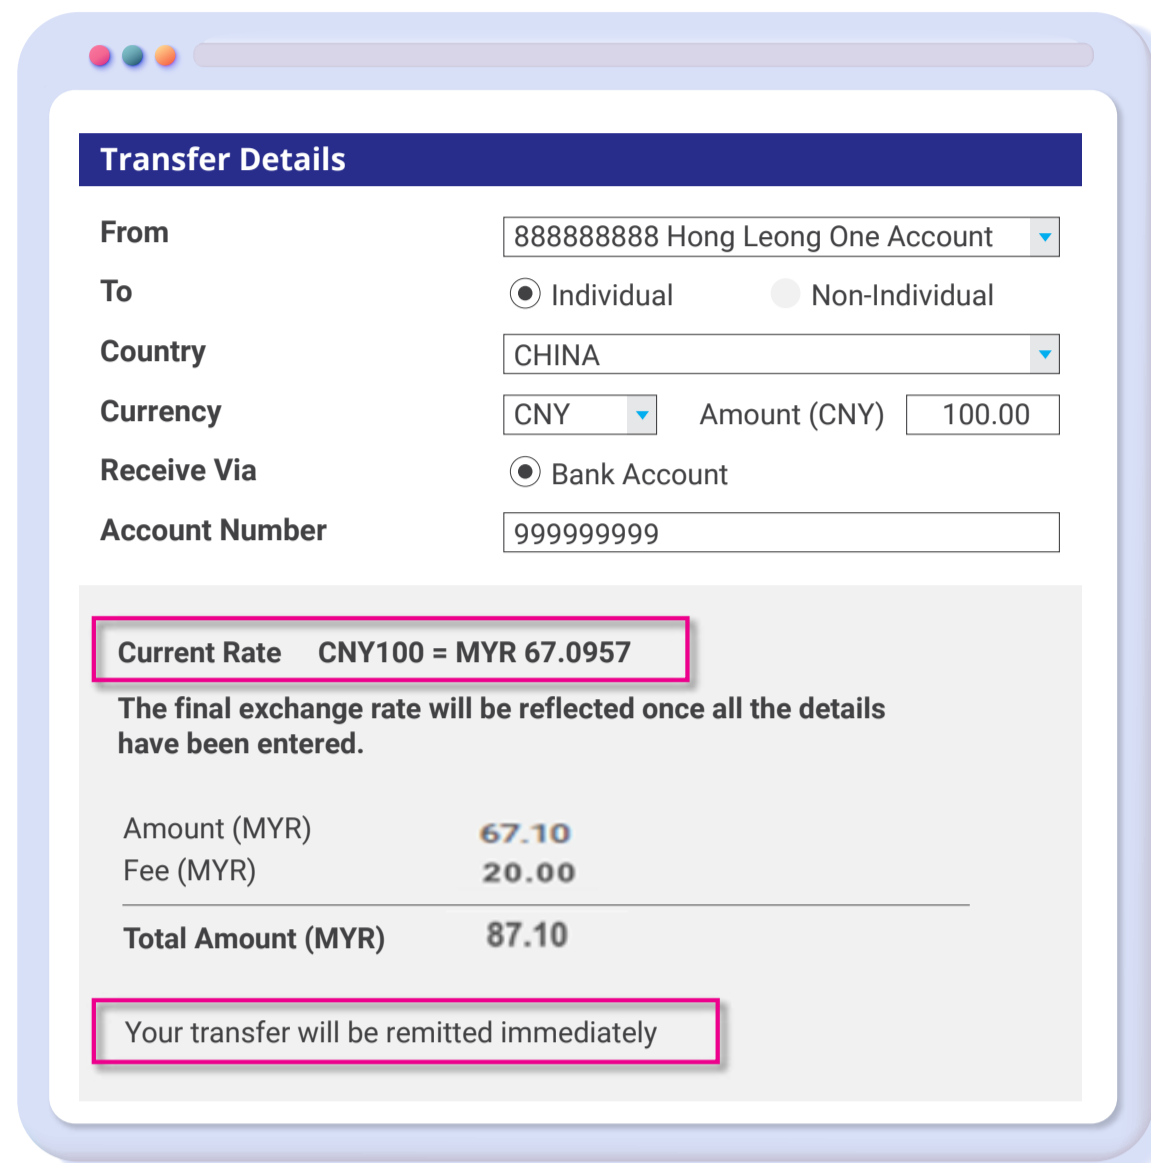 Transfer Details
From 888888888 Hong Leong One Account
To Individual Non-Individual
Country CHINA
Currency CNY Amount (CNY) 100.00
Receive Via Bank Account
Account Number 999999999
Current Rate CNY100 = MYR 67.0957
The final exchange rate will be reflected once all the details
have been entered.
Amount (MYR) 67.10
Fee (MYR) 20.00
Total Amount (MYR) 87.10
Your transfer will be remitted immediately